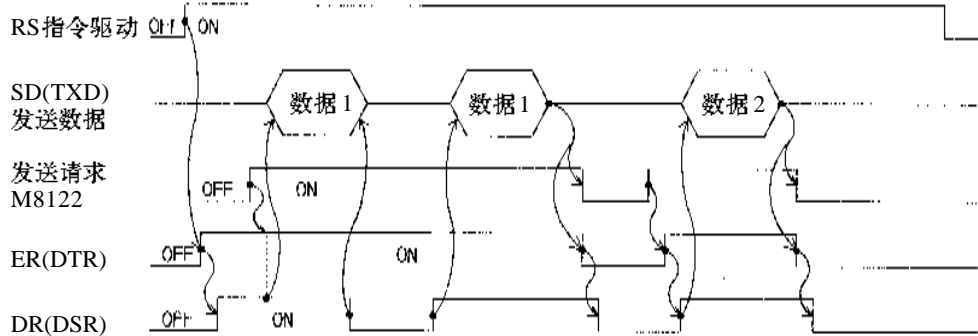 RS指令驱动 OFF ON
SD(TXD)
发送数据
数据1 数据1 数据2
发送请求
M8122
OFF ON
ER(DTR) OFF ON
DR(DSR) OFF ON